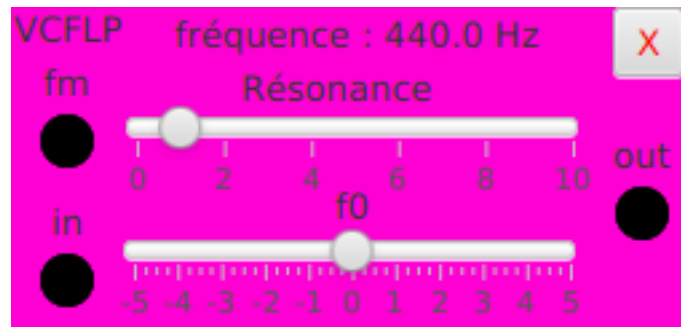 VCFLP fréquence : 440.0 Hz X
fm Résonance
0 2 4 6 8 10
out
in f0
-5 -4 -3 -2 -1 0 1 2 3 4 5